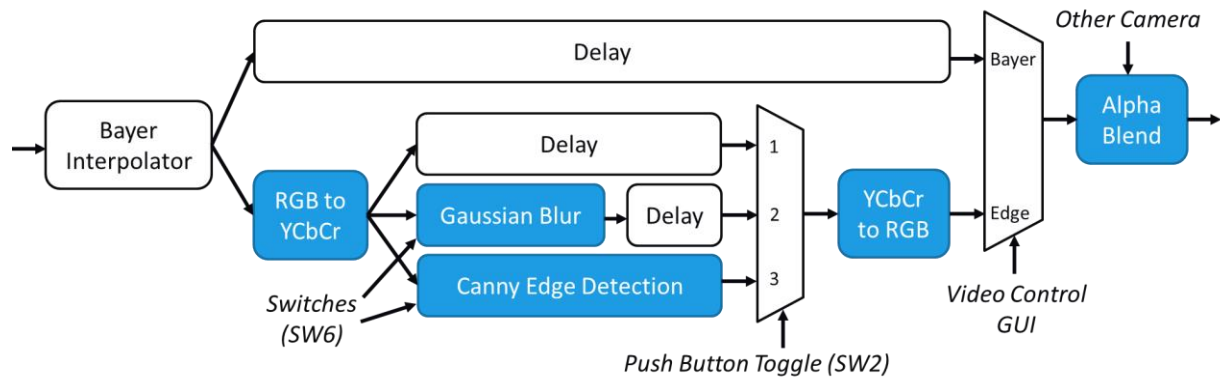 Other Camera
Delay
Bayer
Alpha
Blend
Bayer
Interpolator
Delay
1
RGB to
YCbCr
Gaussian Blur
Delay
2
YCbCr
to RGB
Edge
Canny Edge Detection
3
Switches
(SW6)
Video Control
GUI
Push Button Toggle (SW2)